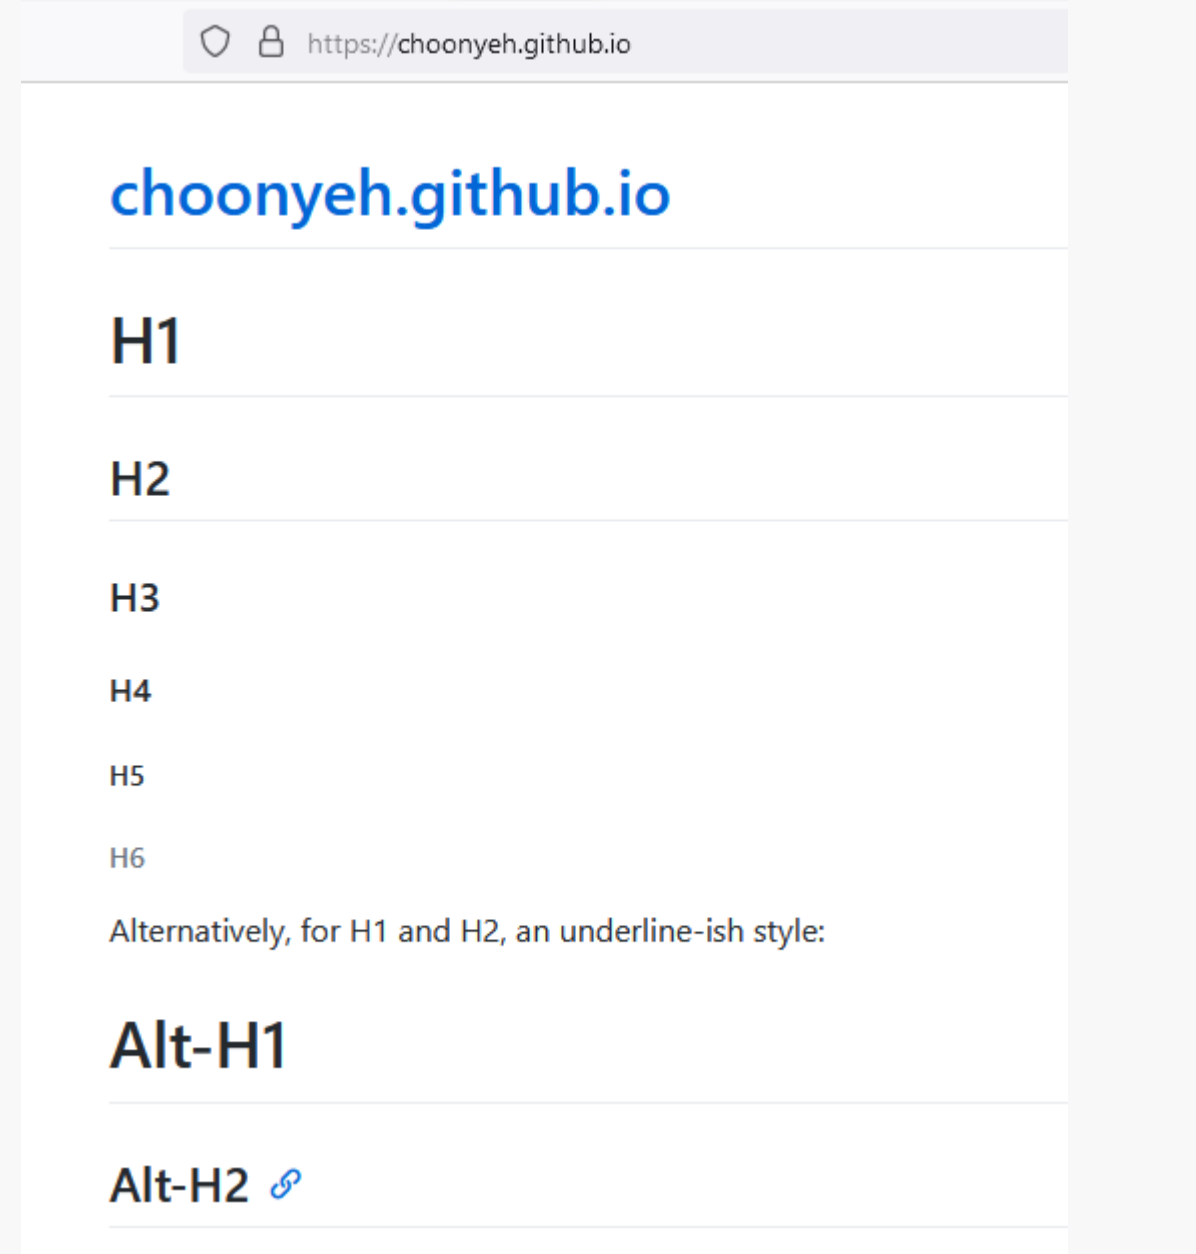 https://choonyeh.github.io
choonyeh.github.io
H1
H2
H3
H4
H5
H6
Alternatively, for H1 and H2, an underline-ish style:
Alt-H1
Alt-H2